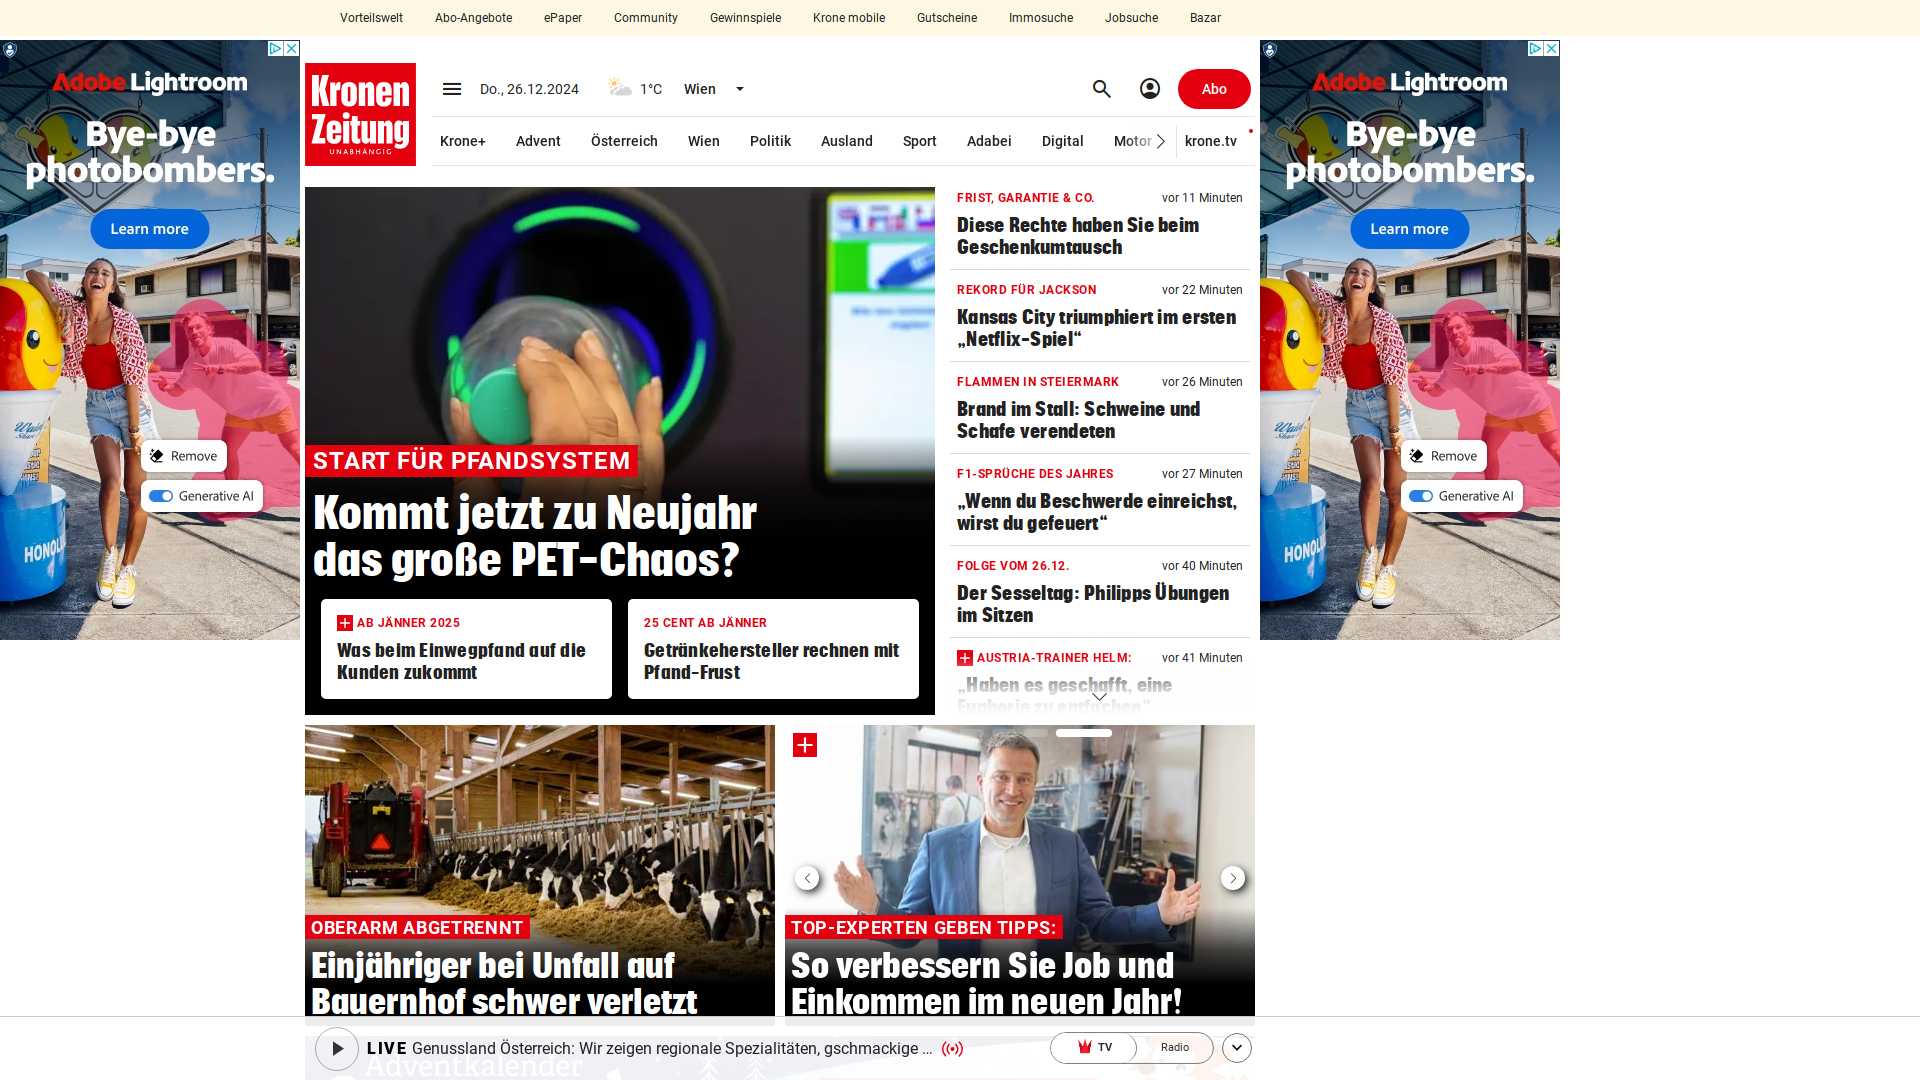 Vorteilswelt Abo-Angebote ePaper Community Gewinnspiele Krone mobile Gutscheine Immosuche Jobsuche Bazar
Kronen
Zeitung
UNABHÄNGIG
Do., 26.12.2024 1°C Wien
Abo
Krone+ Advent Österreich Wien Politik Ausland Sport Adabei Digital Motor krone.tv
Adobe Lightroom
Bye-bye
photobombers.
Learn more
Remove
Generative AI
HONOL
START FÜR PFANDSYSTEM
Kommt jetzt zu Neujahr
das große PET-Chaos?
AB JÄNNER 2025
Was beim Einwegpfand auf die
Kunden zukommt
25 CENT AB JÄNNER
Getränkehersteller rechnen mit
Pfand-Frust
FRIST, GARANTIE & CO. vor 11 Minuten
Diese Rechte haben Sie beim
Geschenkumtausch
REKORD FÜR JACKSON vor 22 Minuten
Kansas City triumphiert im ersten
„Netflix-Spiel“
FLAMMEN IN STEIERMARK vor 26 Minuten
Brand im Stall: Schweine und
Schafe verendeten
F1-SPRÜCHE DES JAHRES vor 27 Minuten
„Wenn du Beschwerde einreichst,
wirst du gefeuert“
FOLGE VOM 26.12. vor 40 Minuten
Der Sesseltag: Philipps Übungen
im Sitzen
AUSTRIA-TRAINER HELM: vor 41 Minuten
„Haben es geschafft, eine
Euphorie zu entfachen“
Adobe Lightroom
Bye-bye
photobombers.
Learn more
Remove
Generative AI
HONOL
OBERARM ABGETRENNT
Einjähriger bei Unfall auf
Bauernhof schwer verletzt
TOP-EXPERTEN GEBEN TIPPS:
So verbessern Sie Job und
Einkommen im neuen Jahr!
LIVE Genussland Österreich: Wir zeigen regionale Spezialitäten, gschmackige ...
TV Radio
Adventkalender